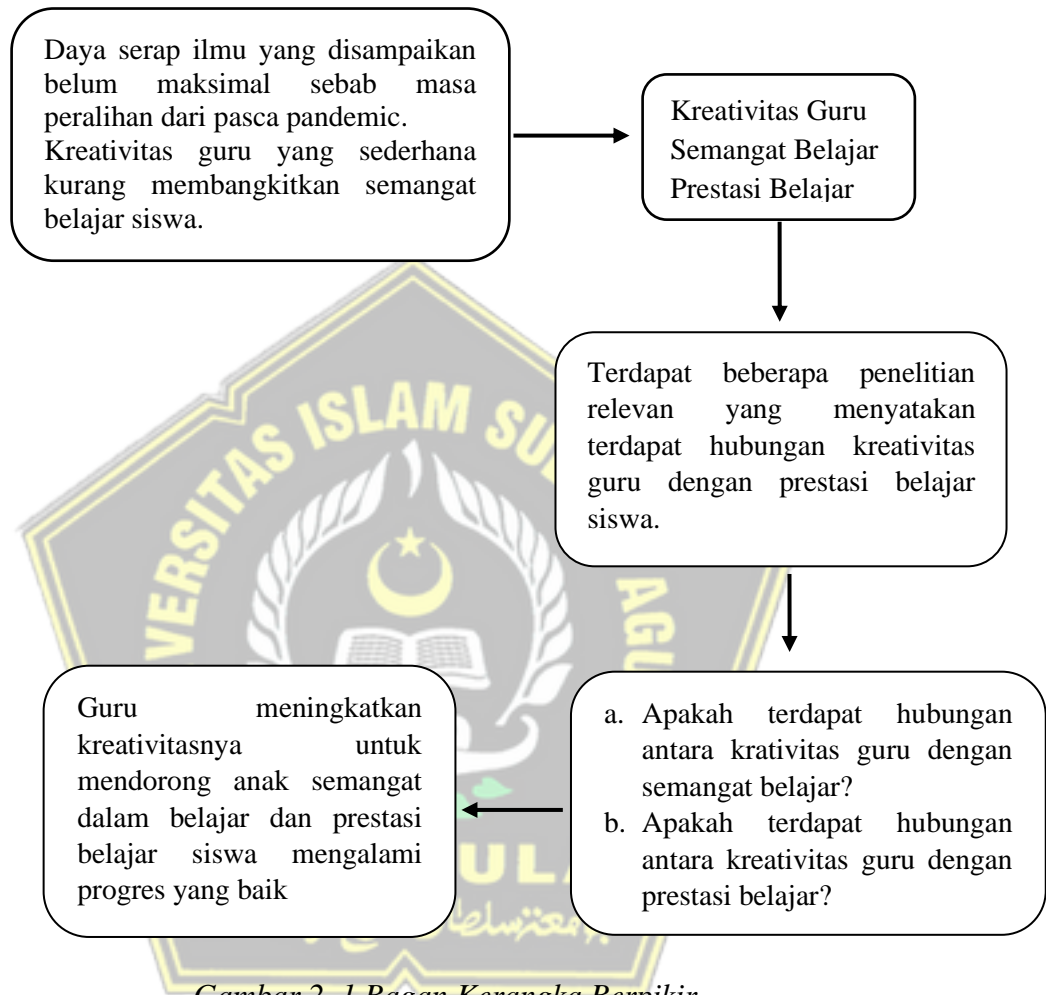 Daya serap ilmu yang disampaikan
belum maksimal sebab masa
peralihan dari pasca pandemic.
Kreativitas guru yang sederhana
kurang membangkitkan semangat
belajar siswa.
Kreativitas Guru
Semangat Belajar
Prestasi Belajar
Terdapat beberapa penelitian
relevan yang menyatakan
terdapat hubungan kreativitas
guru dengan prestasi belajar
siswa.
a. Apakah terdapat hubungan
antara krativitas guru dengan
semangat belajar?
b. Apakah terdapat hubungan
antara kreativitas guru dengan
prestasi belajar?
Guru meningkatkan
kreativitasnya untuk
mendorong anak semangat
dalam belajar dan prestasi
belajar siswa mengalami
progres yang baik
ISLAM
Gambar 2. 1 Bagan Kerangka Berpikir